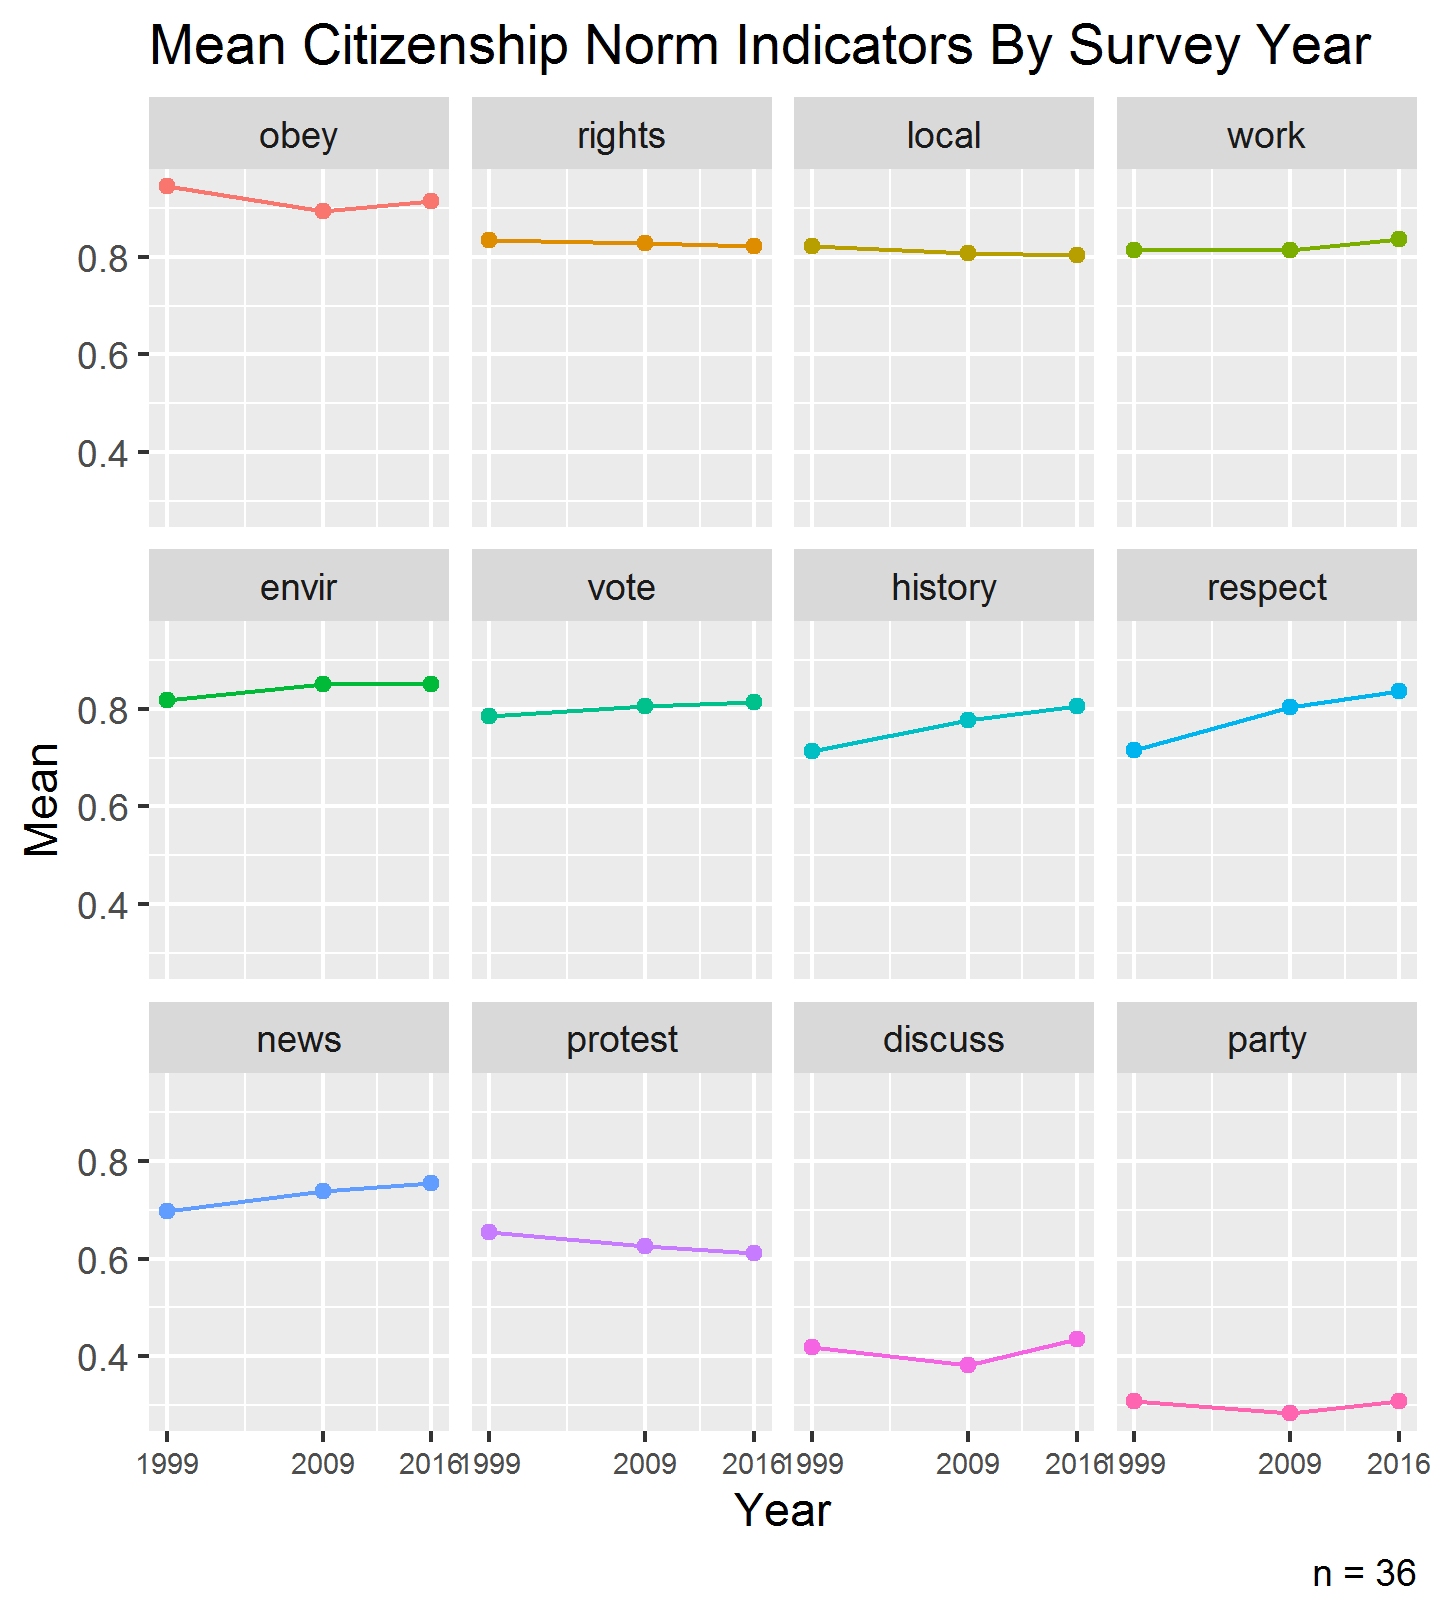 Mean Citizenship Norm Indicators By Survey Year
obey rights local work
0.8
0.6
0.4
envir vote history respect
0.8
0.6
0.4
Mean
news protest discuss party
0.8
0.6
0.4
1999 2009 2016 1999 2009 2016 1999 2009 2016 1999 2009 2016
Year
n = 36